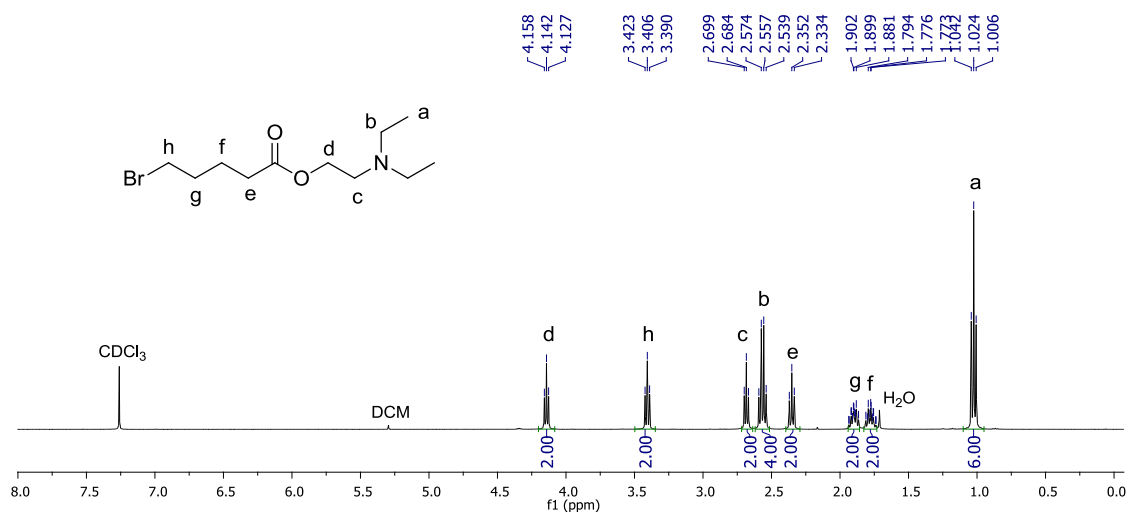 4.158 4.142 4.127 3.423 3.406 3.390 2.699 2.684 2.574 2.557 2.539 2.352 2.334 1.902 1.899 1.881 1.794 1.776 1.773 1.042 1.024 1.006
a
b
h f O d
Br N
O
g e c
a
b
d h c e
CDCl3 g f H2O
DCM
2.00 2.00 2.00 4.00 2.00 2.00 2.00 6.00
8.0 7.5 7.0 6.5 6.0 5.5 5.0 4.5 4.0 3.5 3.0 2.5 2.0 1.5 1.0 0.5 0.0
f1 (ppm)